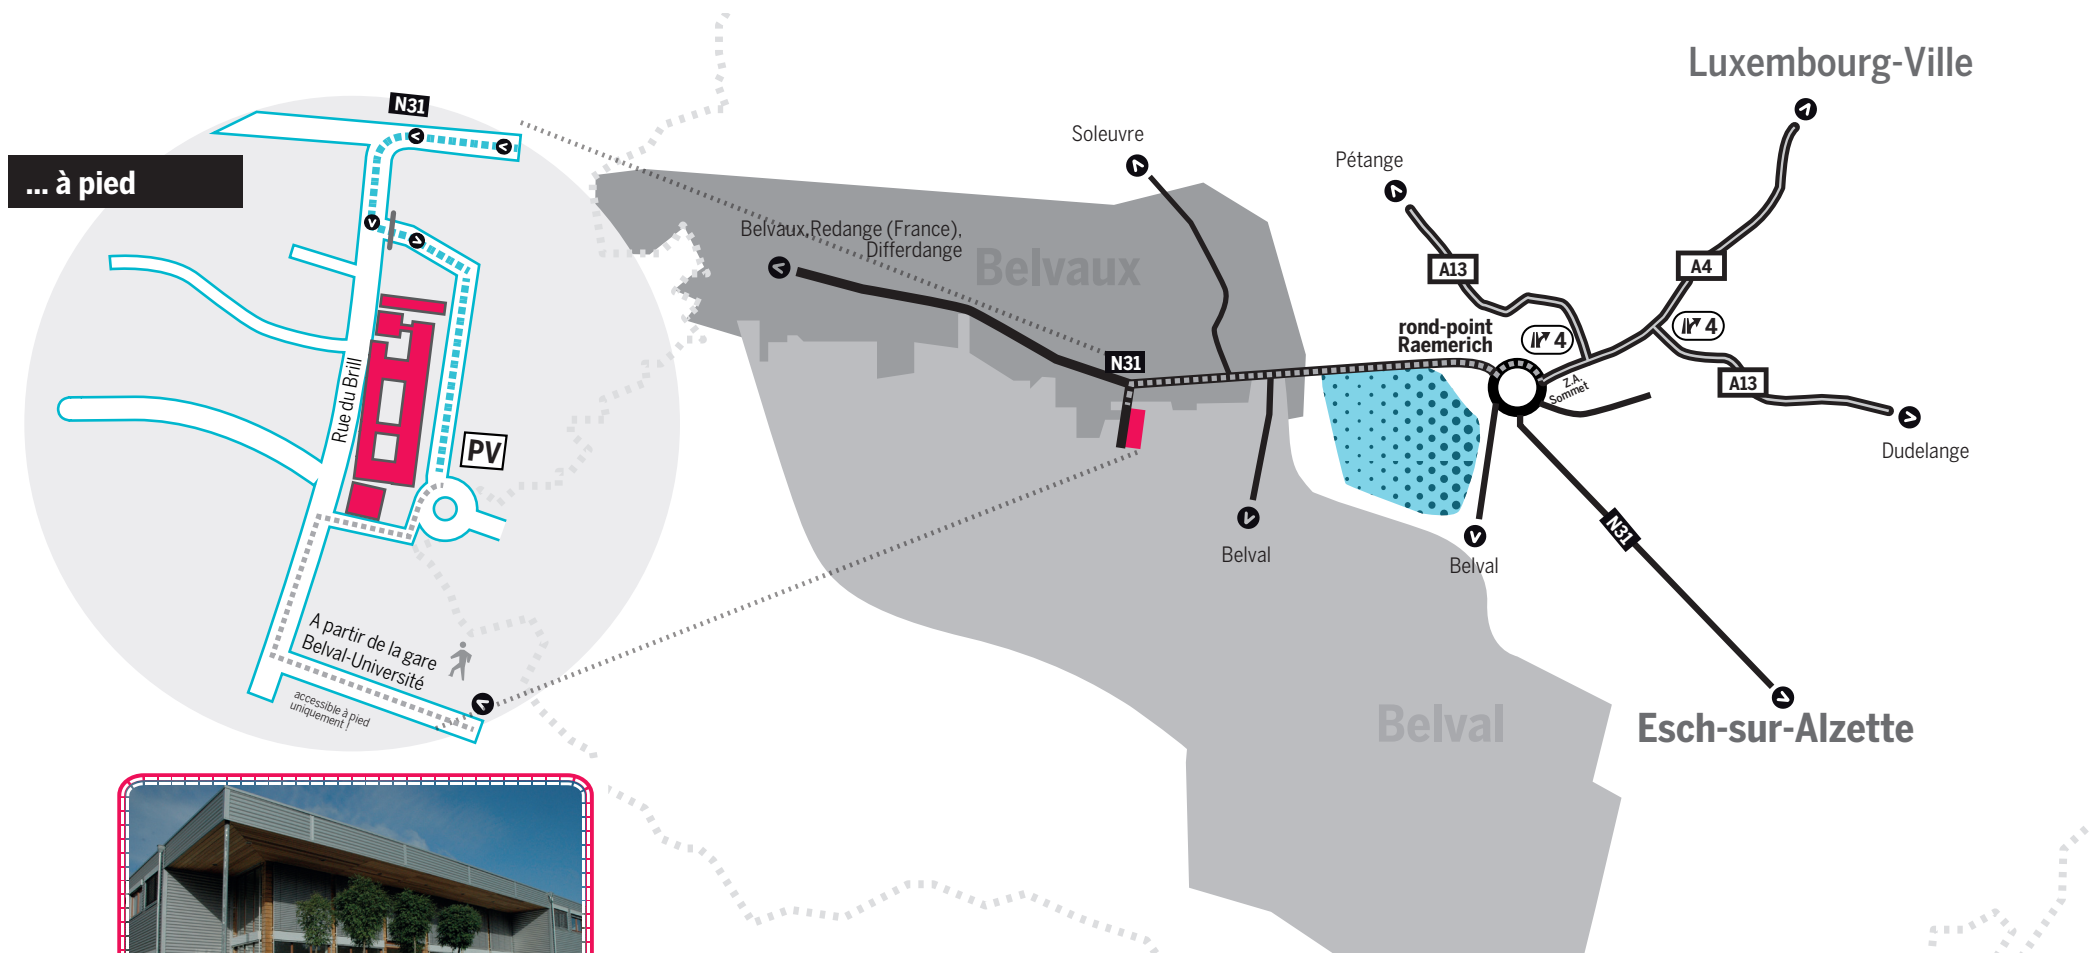 ... à pied
N31
Rue du Brill
PV
A partir de la gare
Belval-Université
accessible à pied
uniquement !
Belvaux,Redange (France),
Differdange
Belvaux
Soleuvre
N31
Belval
Pétange
A13
rond-point
Raemerich
4
Z.A.
Sommet
Luxembourg-Ville
A4
4
A13
Dudelange
Belval
N31
Esch-sur-Alzette
Belval